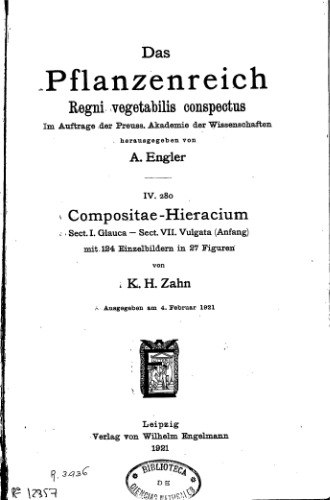 Das
Pflanzenreich
Regni vegetabilis conspectus
Im Auftrage der Preuss. Akademie der Wissenschaften
herausgegeben von
A. Engler
IV. 280
Compositae-Hieracium
Sect. I. Glauca — Sect. VII. Vulgata (Anfang)
mit 124 Einzelbildern in 27 Figuren
von
K. H. Zahn
Ausgegeben am 4. Februar 1921
Leipzig
Verlag von Wilhelm Engelmann
1921
R. 3436
12357
BIBLIOTECA
DE